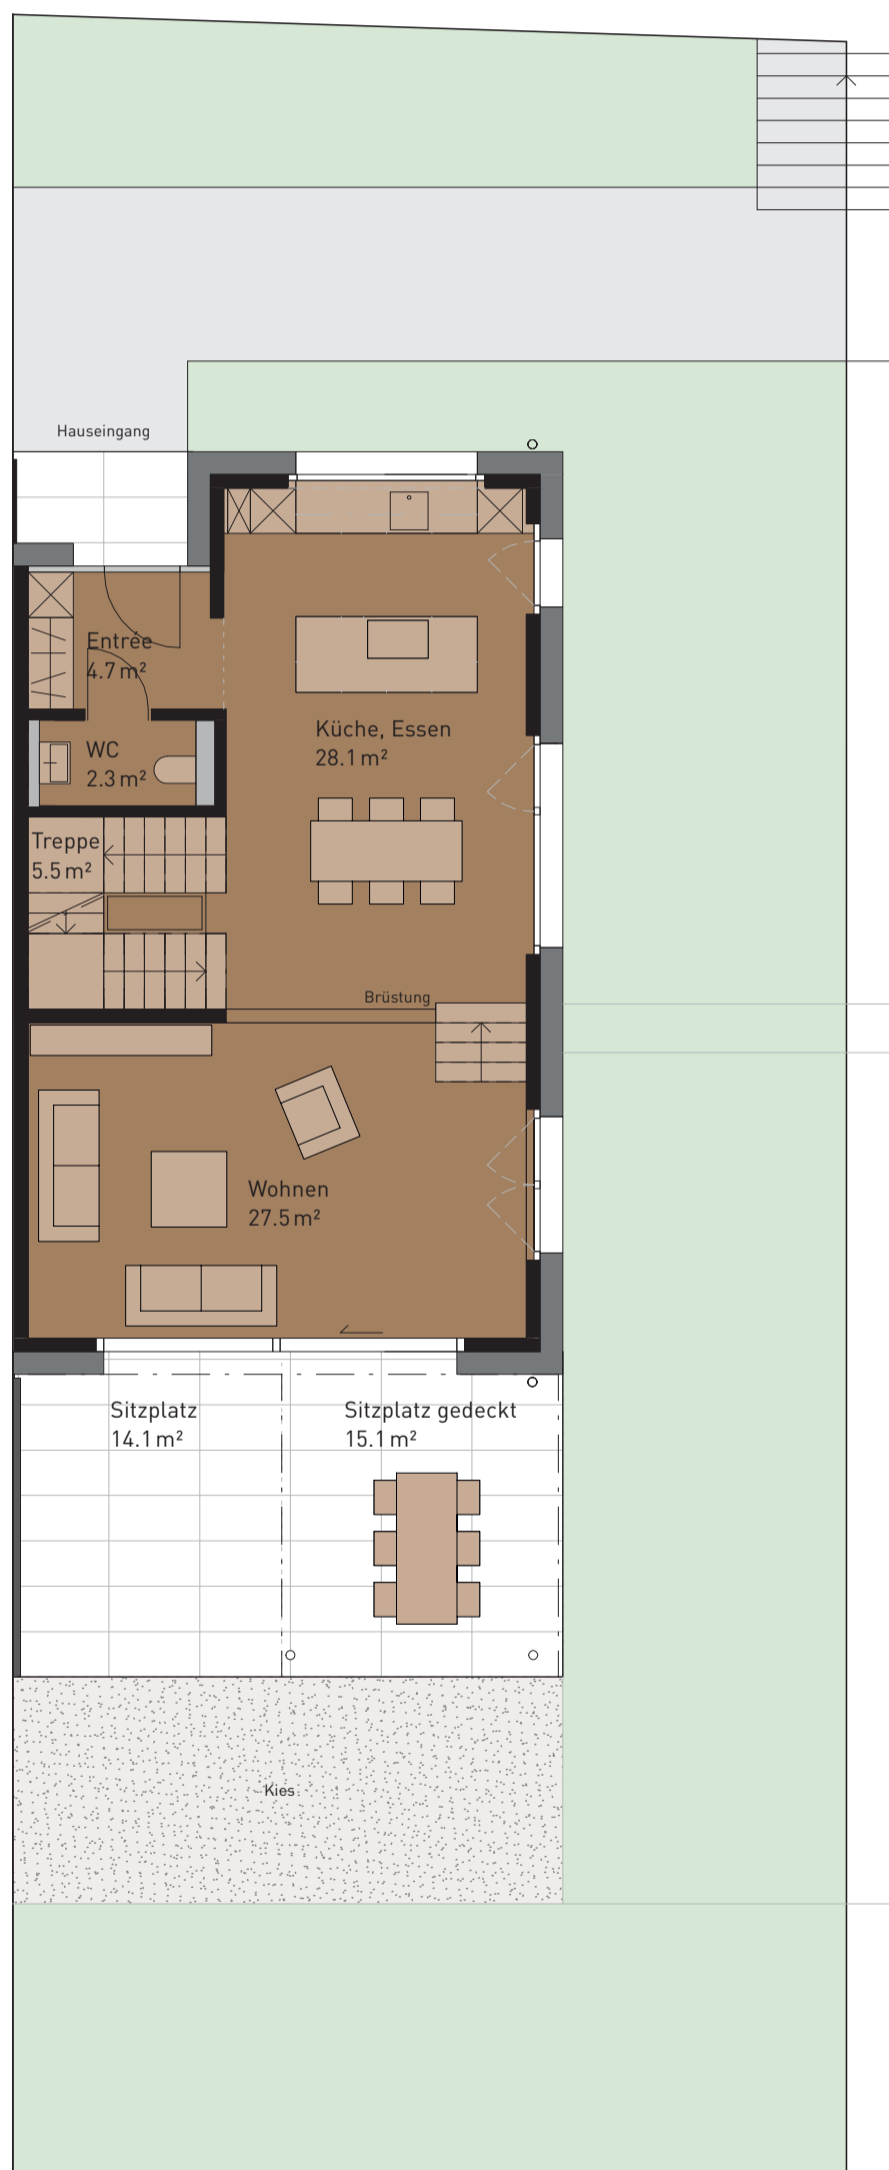 Hauseingang
Entrée
4.7 m²
Küche, Essen
28.1 m²
WC
2.3 m²
Treppe
5.5 m²
Brüstung
Wohnen
27.5 m²
Sitzplatz
14.1 m²
Sitzplatz gedeckt
15.1 m²
Kies